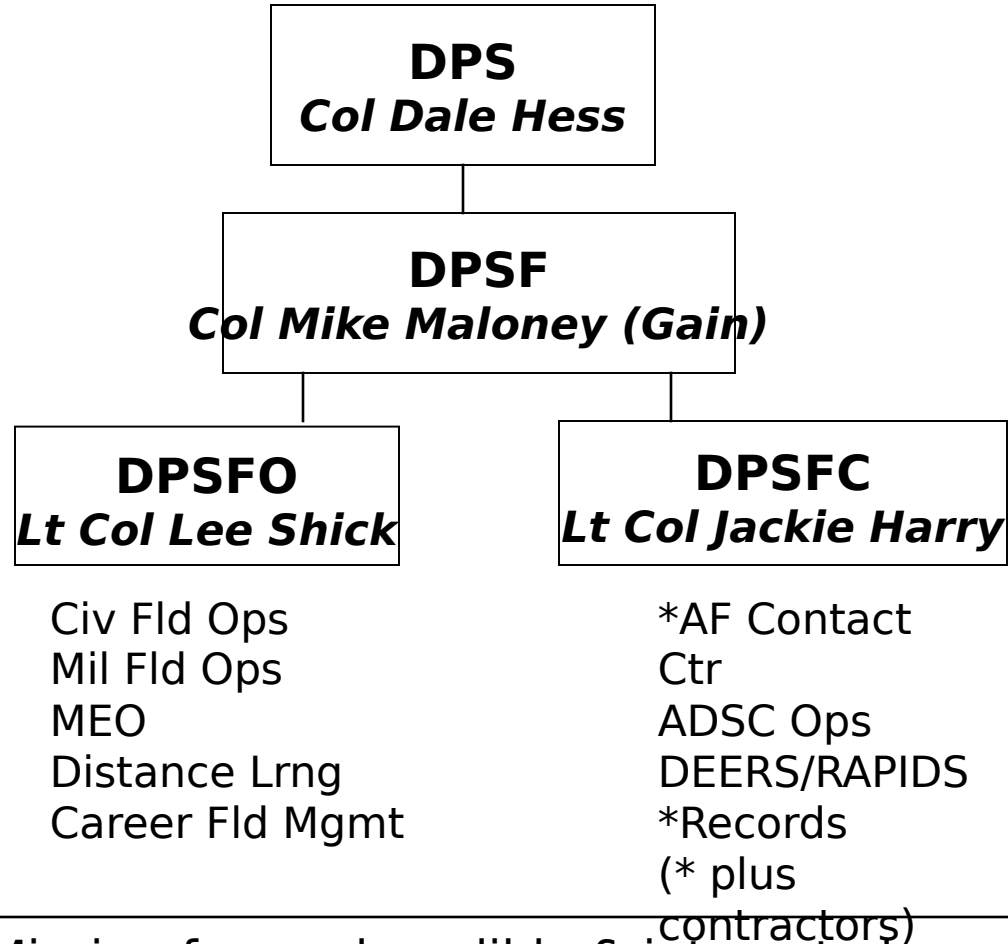 DPS
Col Dale Hess
DPSF
Col Mike Maloney (Gain)
DPSFO
Lt Col Lee Shick
DPSFC
Lt Col Jackie Harry
Civ Fld Ops
Mil Fld Ops
MEO
Distance Lrng
Career Fld Mgmt
*AF Contact
Ctr
ADSC Ops
DEERS/RAPIDS
*Records
(* plus
contractors)